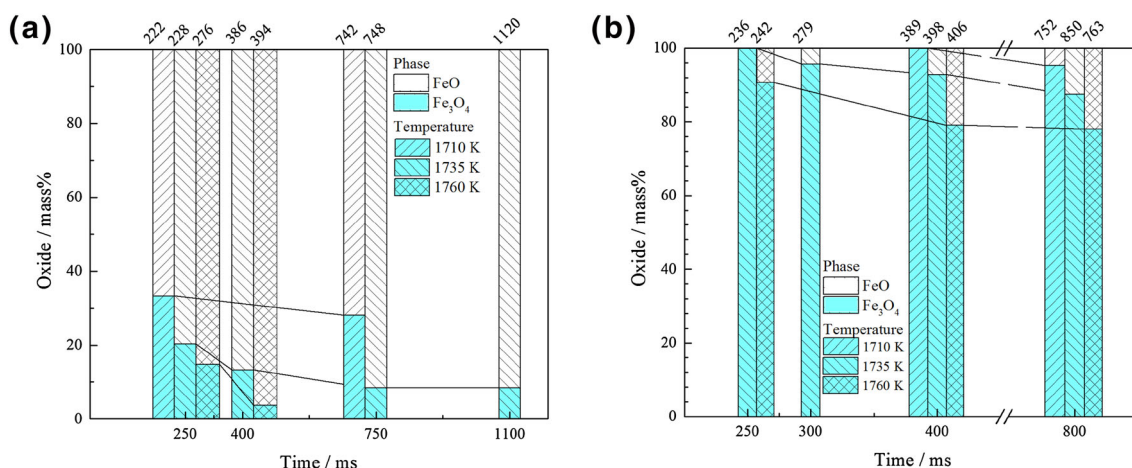 (a)
222 228 276 386 394 742 748 1120
100
80
60
40
20
0
Oxide / mass%
Phase
FeO
Fe3O4
Temperature
1710 K
1735 K
1760 K
250 400 750 1100
Time / ms
(b)
236 242 279 389 398 406 752 850 763
100
80
60
40
20
0
Oxide / mass%
Phase
FeO
Fe3O4
Temperature
1710 K
1735 K
1760 K
250 300 400 800
Time / ms